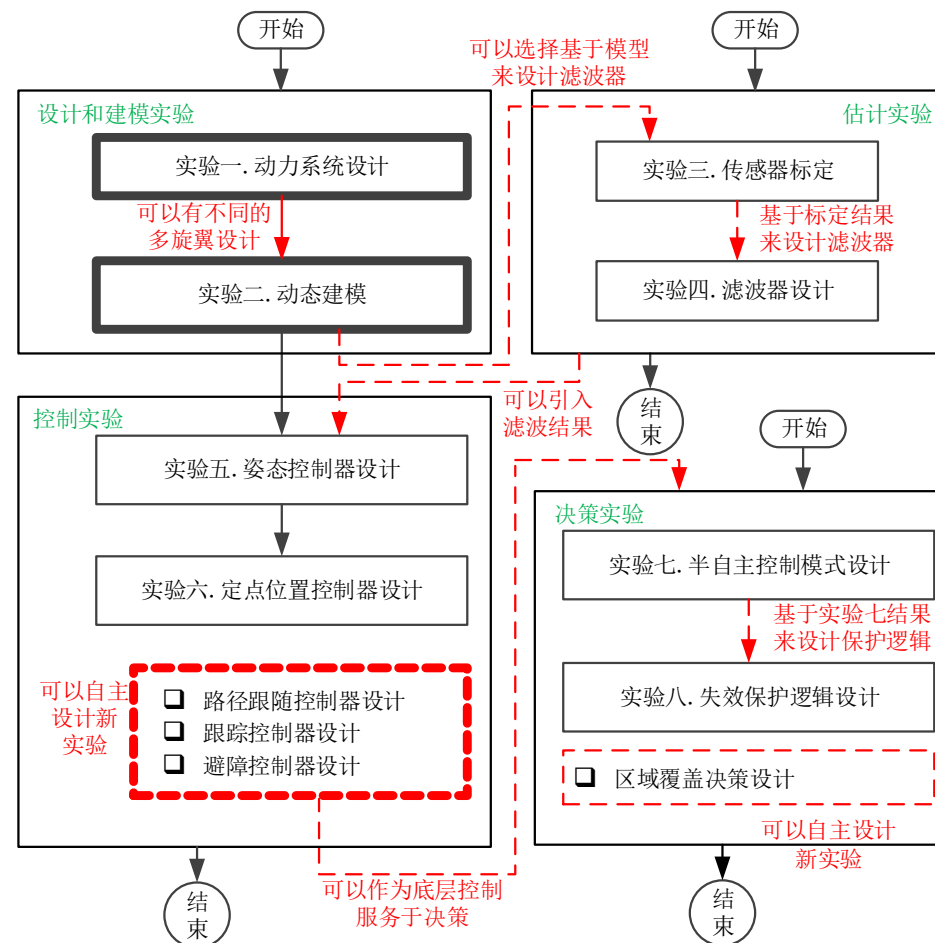 开始
设计和建模实验
实验一.动力系统设计
可以有不同的
多旋翼设计
实验二.动态建模
可以选择基于模型
来设计滤波器
开始
估计实验
实验三.传感器标定
基于标定结果
来设计滤波器
实验四.滤波器设计
结
束
可以引入
滤波结果
控制实验
实验五.姿态控制器设计
实验六.定点位置控制器设计
可以自主
设计新
实验
路径跟随控制器设计
跟踪控制器设计
避障控制器设计
结
束
可以作为底层控制
服务于决策
开始
决策实验
实验七.半自主控制模式设计
基于实验七结果
来设计保护逻辑
实验八.失效保护逻辑设计
区域覆盖决策设计
可以自主设计
新实验
结
束